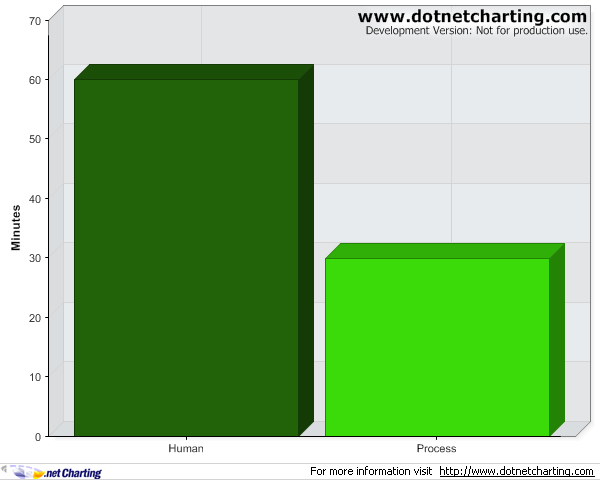 www.dotnetcharting.com
Development Version: Not for production use.
70
60
50
40
30
20
10
0
Minutes
Human
Process
.net Charting
For more information visit http://www.dotnetcharting.com